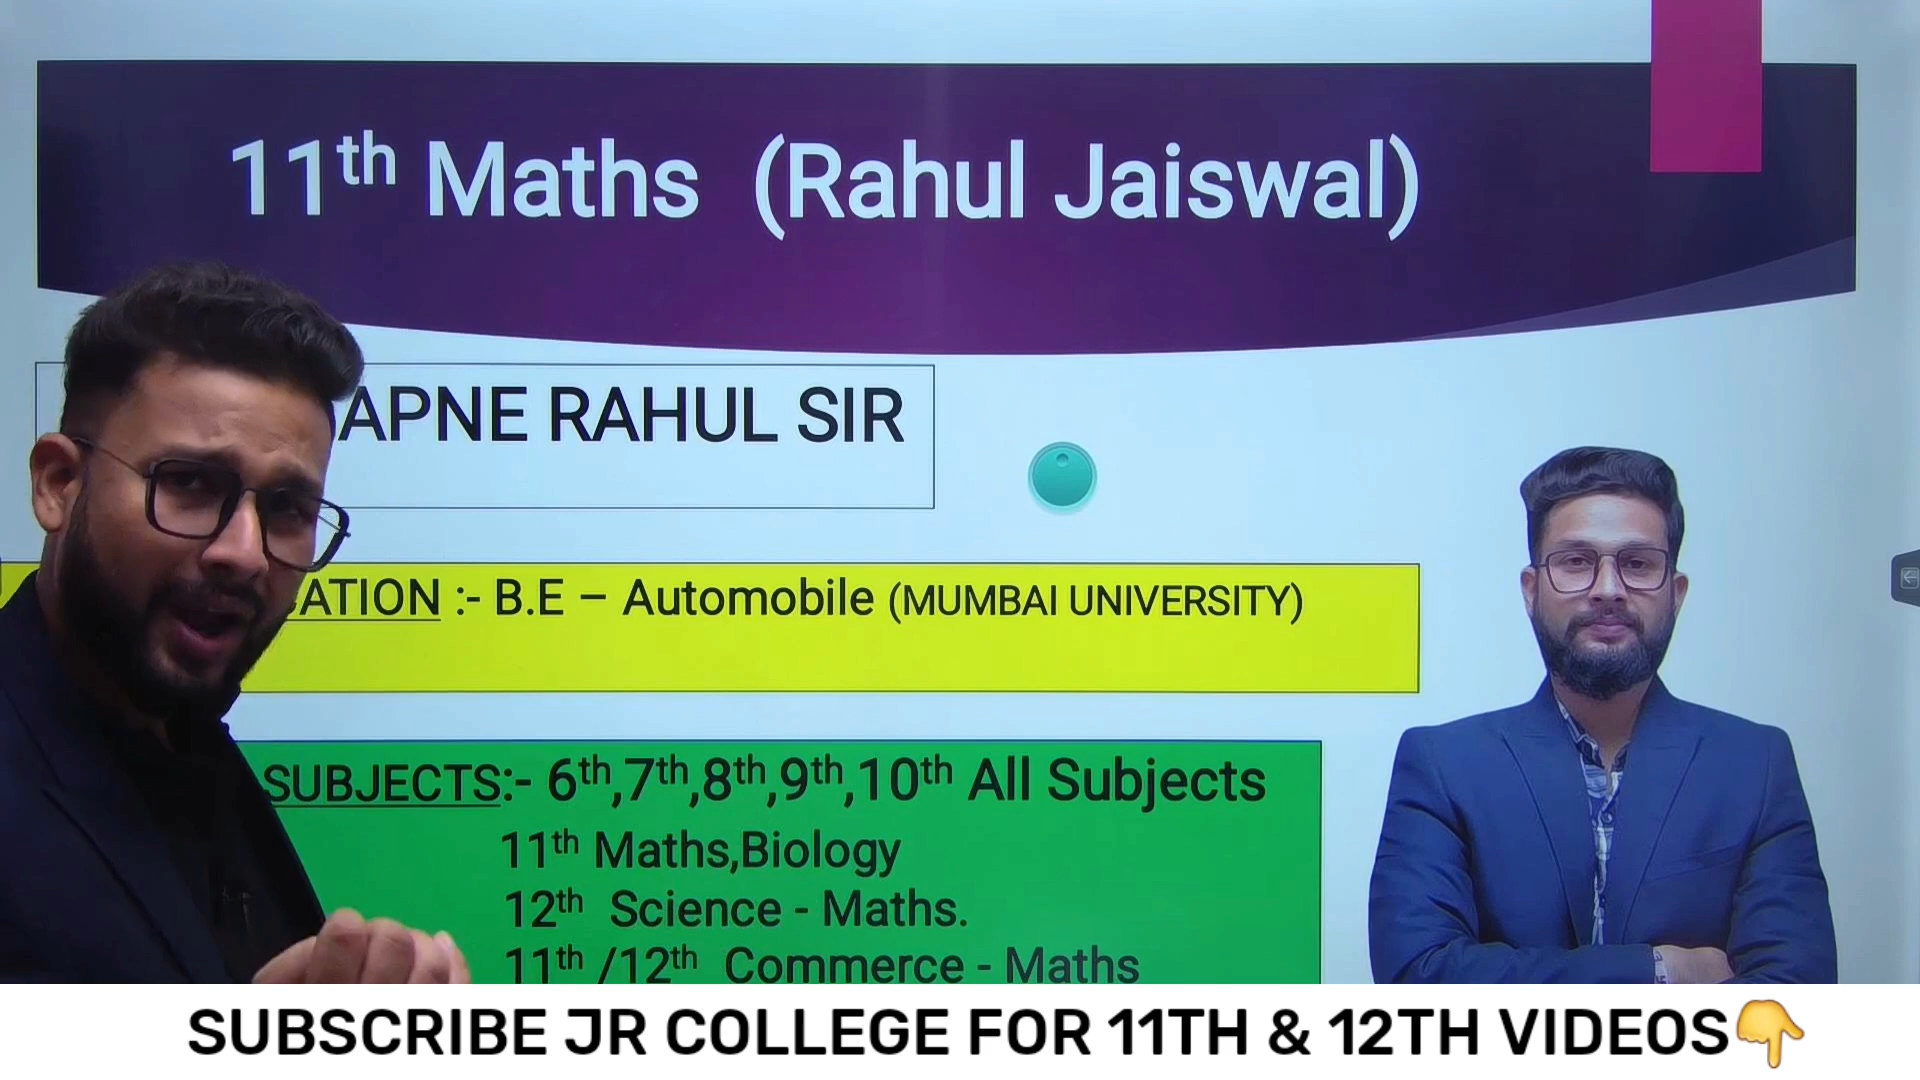 11th Maths (Rahul Jaiswal)
APNE RAHUL SIR
:- B.E – Automobile (MUMBAI UNIVERSITY)
SUBJECTS:- 6th,7th,8th,9th,10th All Subjects
11th Maths,Biology
12th Science - Maths.
11th /12th Commerce - Maths
SUBSCRIBE JR COLLEGE FOR 11TH & 12TH VIDEOS👇